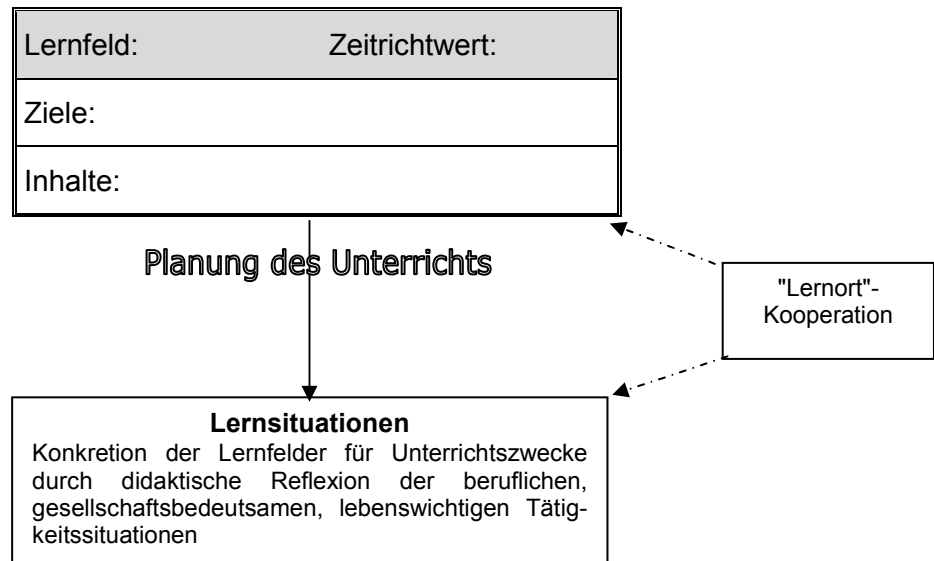 Lernfeld: Zeitrichtwert:
Ziele:
Inhalte:
Planung des Unterrichts
"Lernort"-
Kooperation
Lernsituationen
Konkretion der Lernfelder für Unterrichtszwecke
durch didaktische Reflexion der beruflichen,
gesellschaftsbedeutsamen, lebenswichtigen Tätig-
keitssituationen